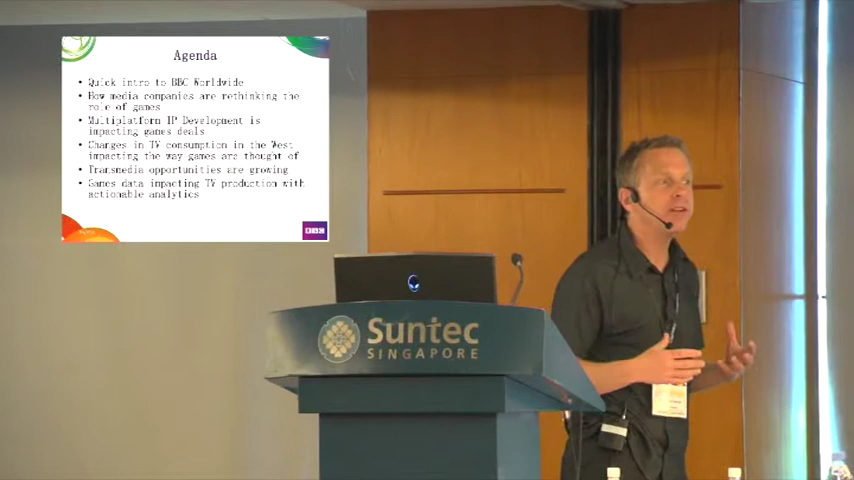 Agenda
• Quick intro to BBC Worldwide
• How media companies are rethinking the
role of games
• Multiplatform IP Development is
impacting games deals
• Changes in TV consumption in the West
impacting the way games are thought of
• Transmedia opportunities are growing
• Games data impacting TV production with
actionable analytics
BBC
Suntec
SINGAPORE